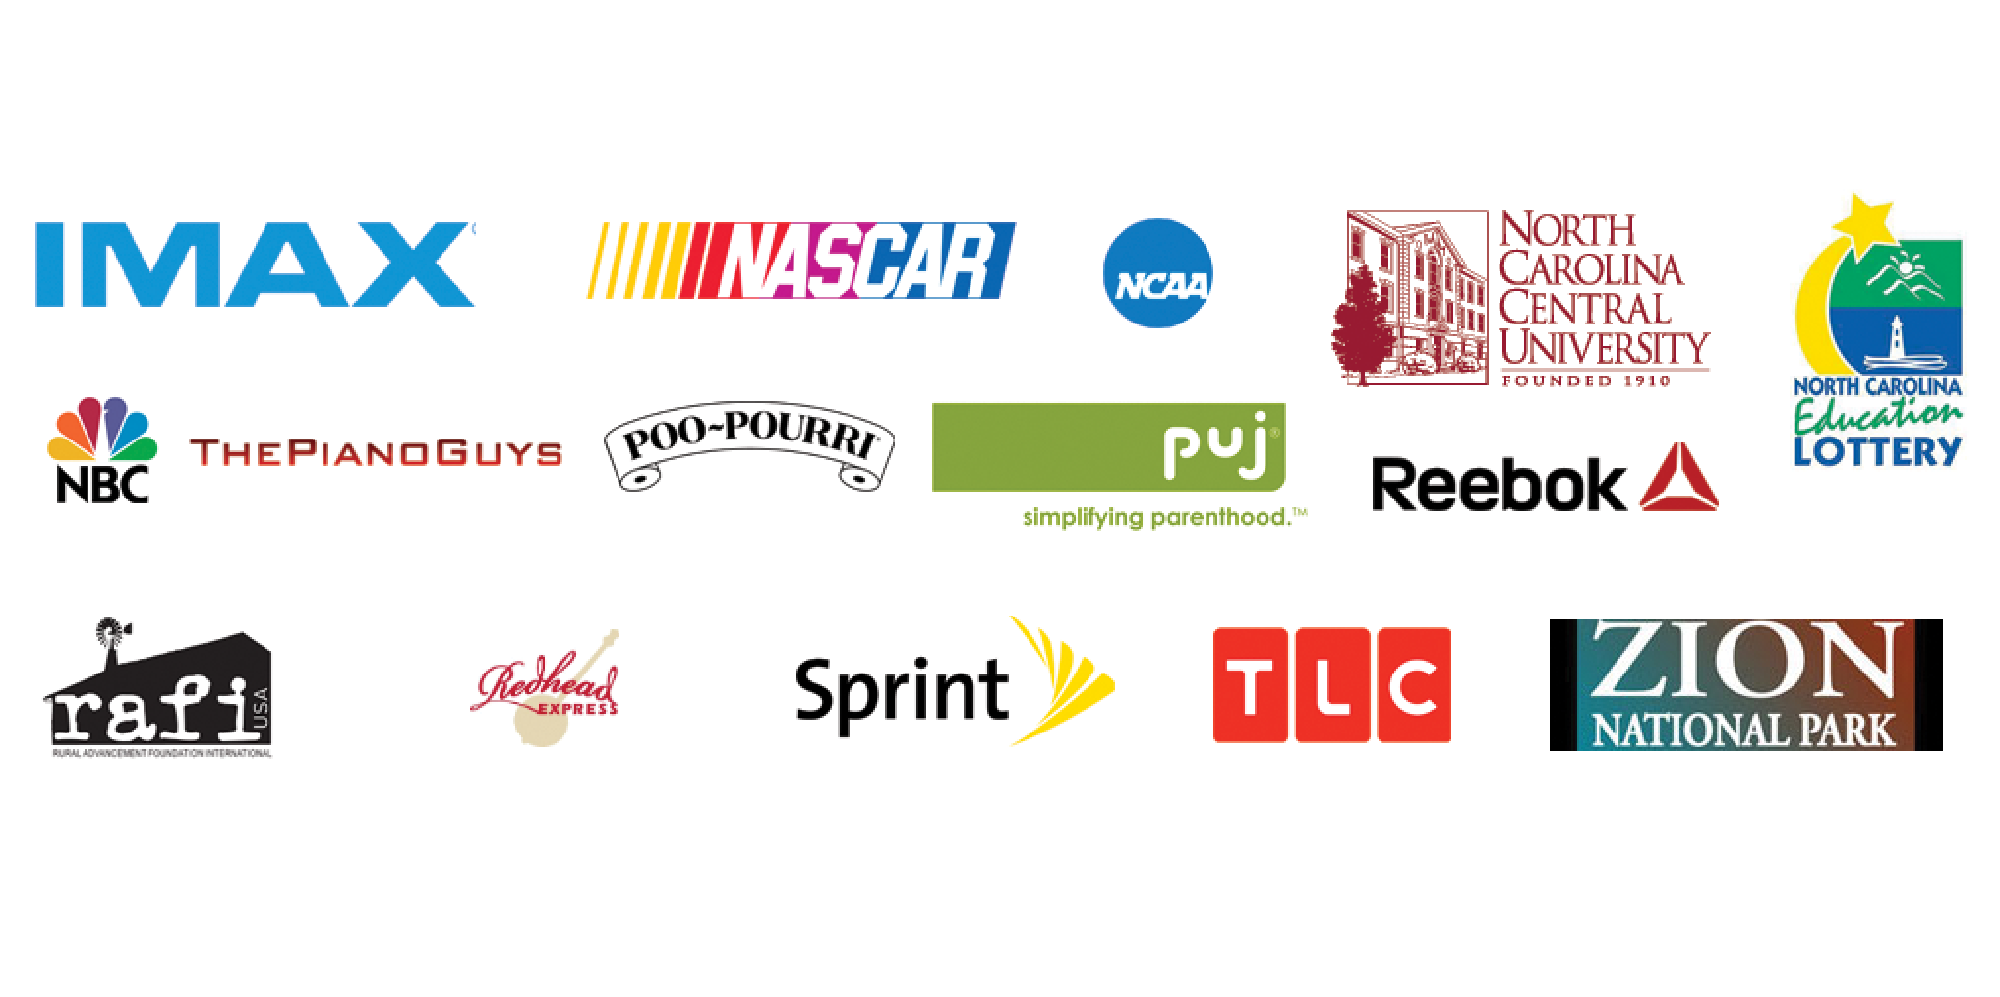 IMAX
NASCAR
NCAA
NORTH
CAROLINA
CENTRAL
UNIVERSITY
FOUNDED 1910
NORTH CAROLINA
Education
LOTTERY
NBC
THEPIANOGUYS
POO~POURRI
puj®
simplifying parenthood.™
Reebok
rafi
USA
RURAL ADVANCEMENT FOUNDATION INTERNATIONAL
Redhead
EXPRESS
Sprint
TLC
ZION
NATIONAL PARK